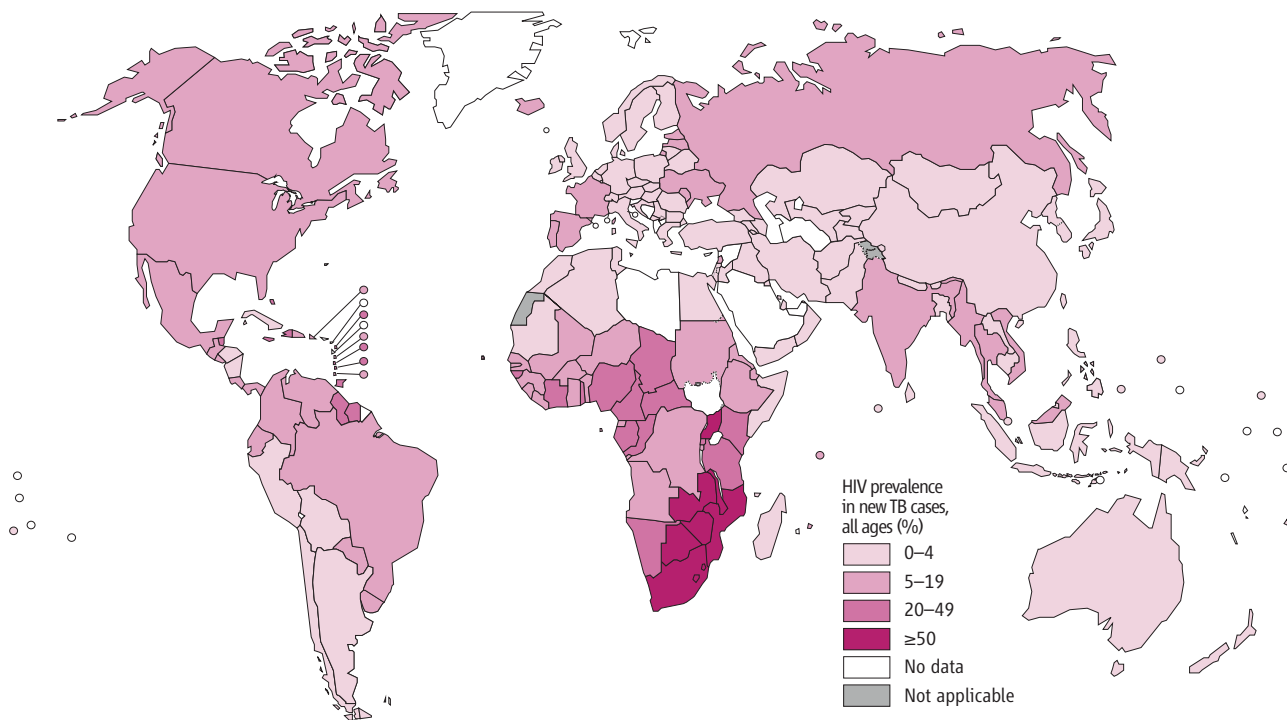 HIV prevalence
in new TB cases,
all ages (%)
0–4
5–19
20–49
≥50
No data
Not applicable